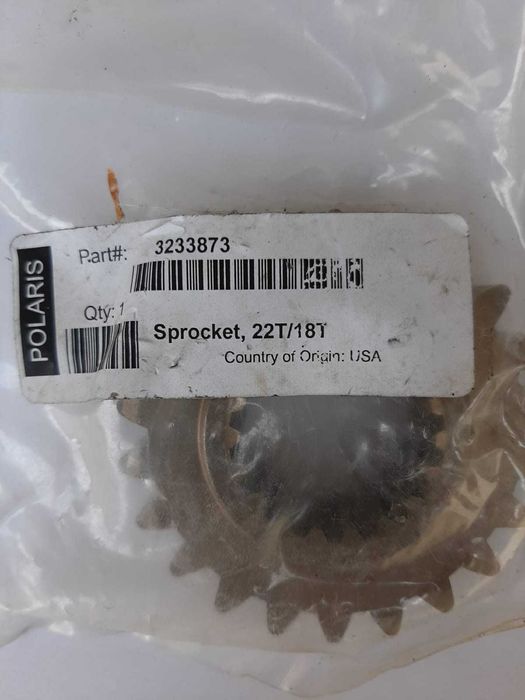 POLARIS
Part#: 3233873
Qty: 1
Sprocket, 22T/18T
Country of Origin: USA